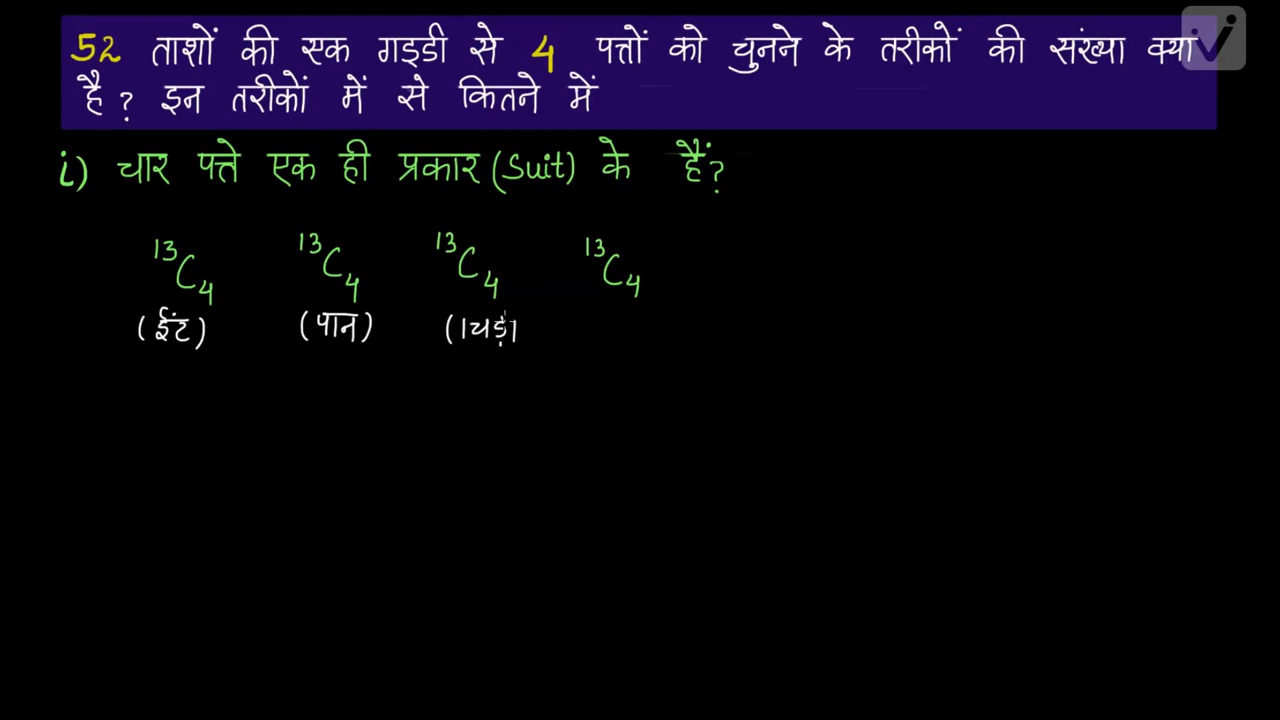 52 ताशों की एक गड्डी से 4 पत्तों को चुनने के तरीकों की संख्या क्या
है? इन तरीकों में से कितने में
i) चार पत्ते एक ही प्रकार (Suit) के हैं?
¹³C₄ ¹³C₄ ¹³C₄ ¹³C₄
(ईंट) (पान)